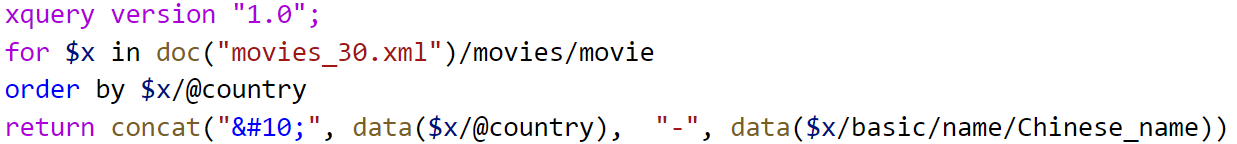 xquery version "1.0";
for $x in doc("movies_30.xml")/movies/movie
order by $x/@country
return concat("&#10;", data($x/@country),  "-", data($x/basic/name/Chinese_name))